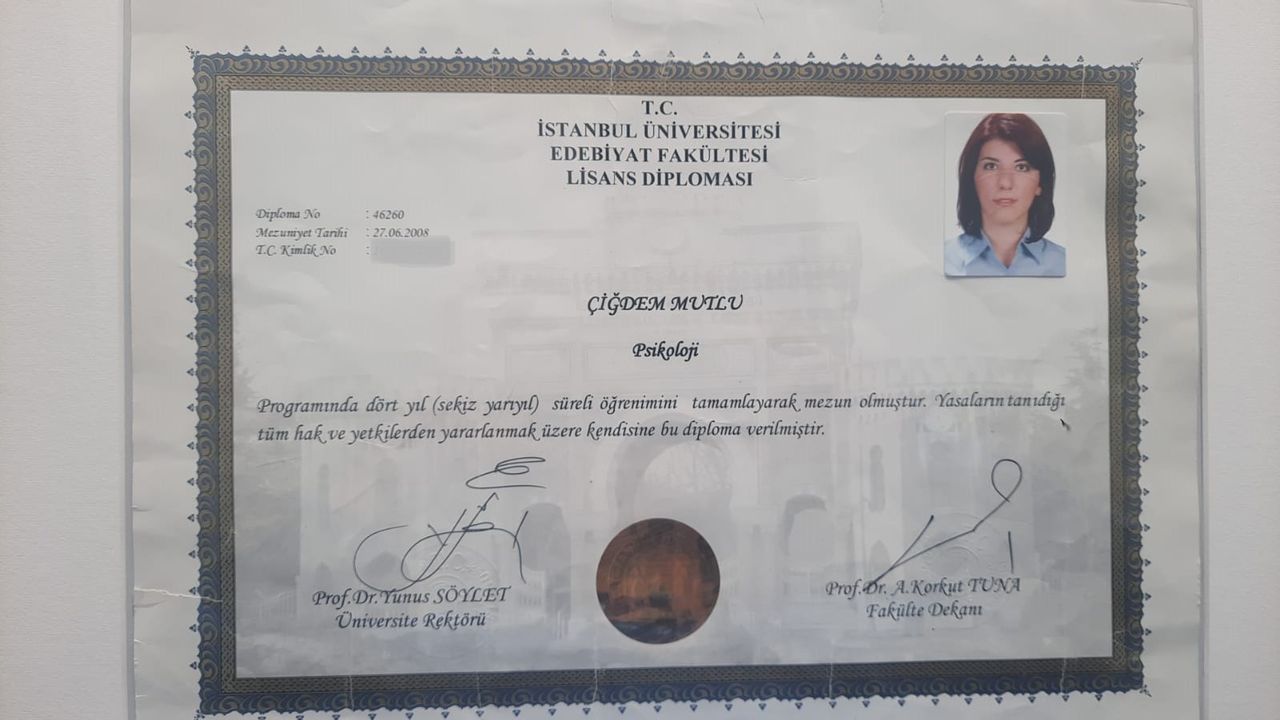 T.C.
İSTANBUL ÜNİVERSİTESİ
EDEBİYAT FAKÜLTESİ
LİSANS DİPLOMASI
Diploma No : 46260
Mezuniyet Tarihi : 27.06.2008
T.C. Kimlik No :
ÇİĞDEM MUTLU
Psikoloji
Programında dört yıl (sekiz yarıyıl) süreli öğrenimini tamamlayarak mezun olmuştur. Yasaların tanıdığı
tüm hak ve yetkilerden yararlanmak üzere kendisine bu diploma verilmiştir.
Prof.Dr.Yunus SÖYLET
Üniversite Rektörü
Prof.Dr. A.Korkut TUNA
Fakülte Dekanı